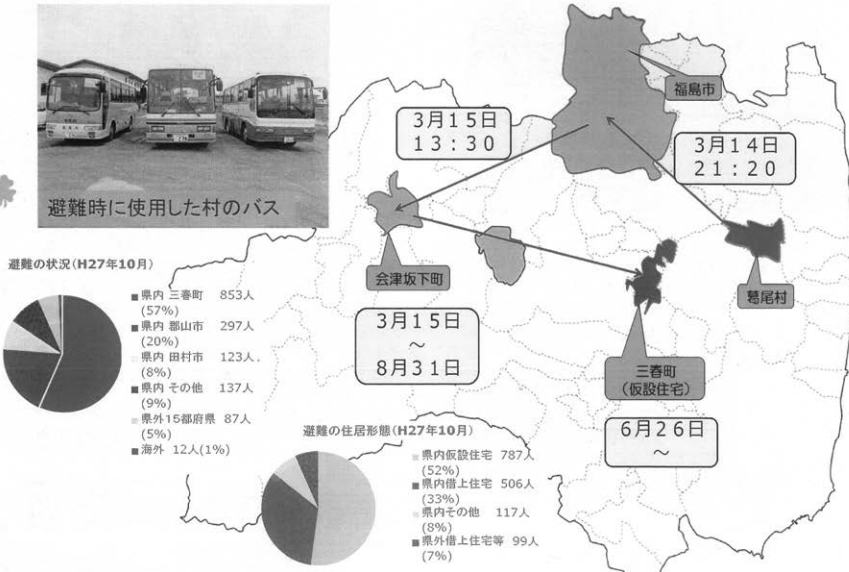 避難時に使用した村のバス
福島市
3月15日
13:30
3月14日
21:20
会津坂下町
葛尾村
3月15日
~
8月31日
三春町
(仮設住宅)
6月26日
~
避難の状況(H27年10月)
県内 三春町 853人
(57%)
県内 郡山市 297人
(20%)
県内 田村市 123人
(8%)
県内 その他 137人
(9%)
県外15都府県 87人
(5%)
海外 12人(1%)
避難の住居形態(H27年10月)
県内仮設住宅 787人
(52%)
県内借上住宅 506人
(33%)
県内その他 117人
(8%)
県外借上住宅等 99人
(7%)